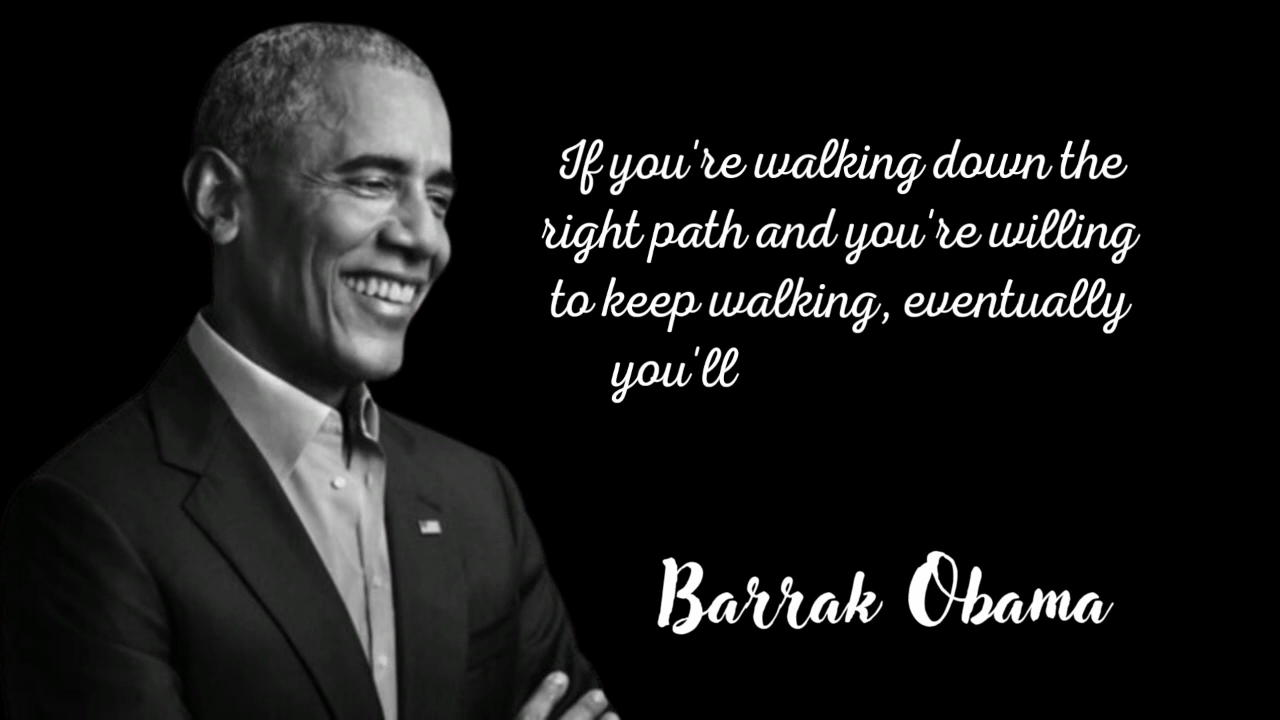 If you're walking down the
right path and you're willing
to keep walking, eventually
you'll
Barrak Obama